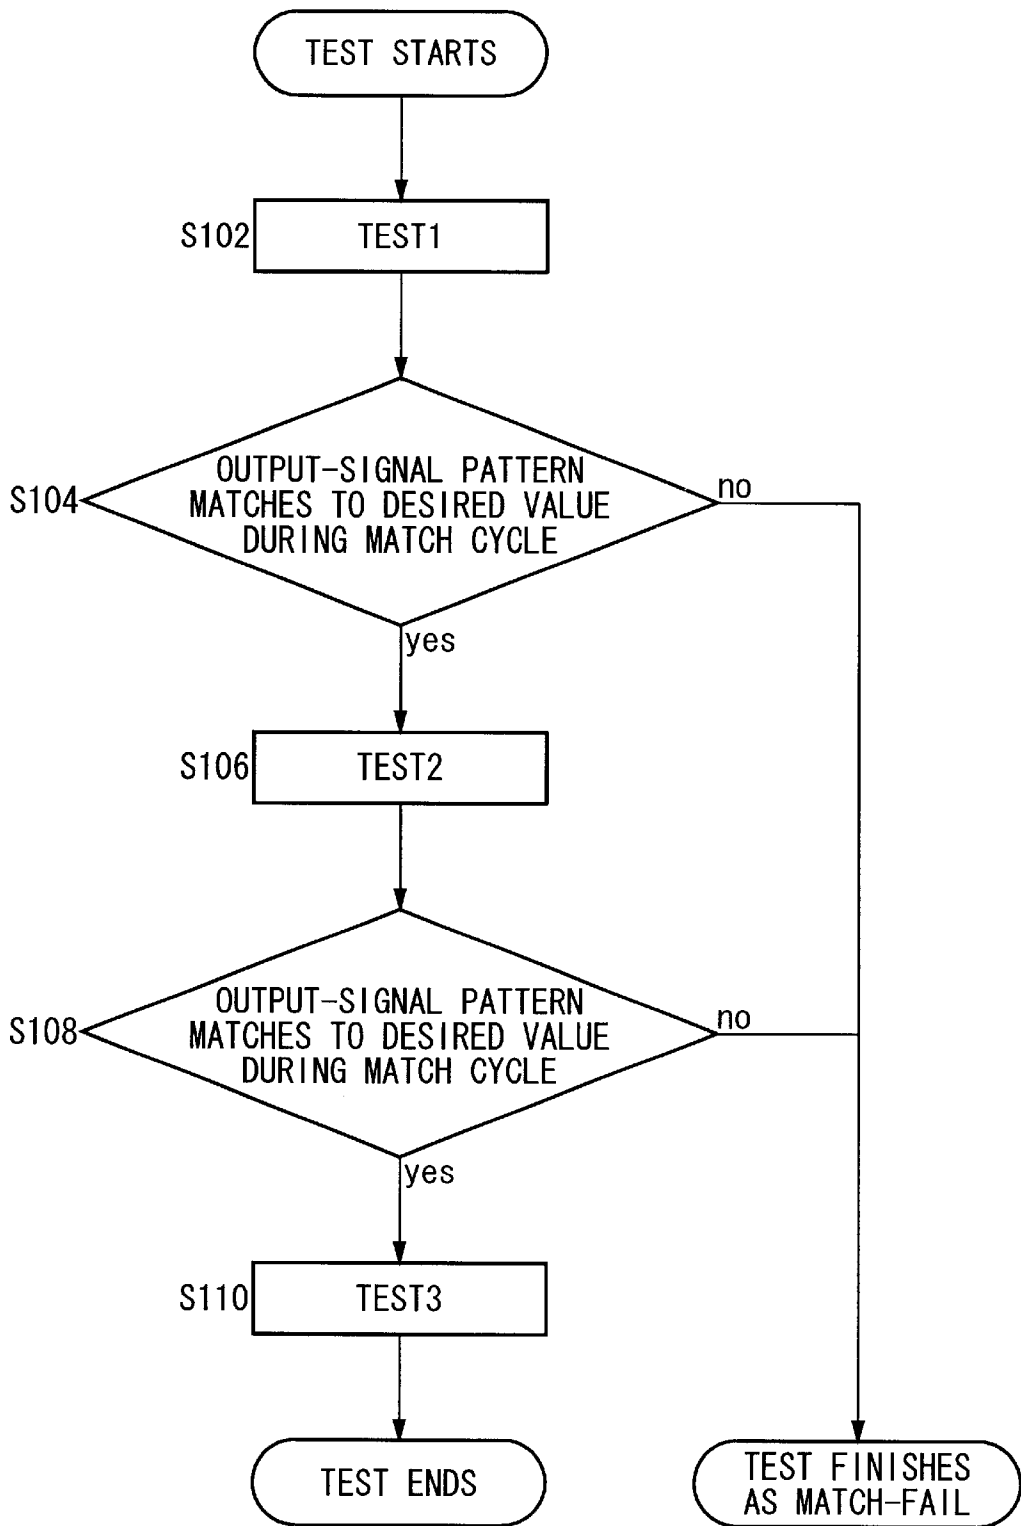 TEST STARTS
S102
TEST1
OUTPUT-SIGNAL PATTERN
MATCHES TO DESIRED VALUE
DURING MATCH CYCLE
S104
no
yes
S106
TEST2
OUTPUT-SIGNAL PATTERN
MATCHES TO DESIRED VALUE
DURING MATCH CYCLE
S108
no
yes
S110
TEST3
TEST ENDS
TEST FINISHES
AS MATCH-FAIL